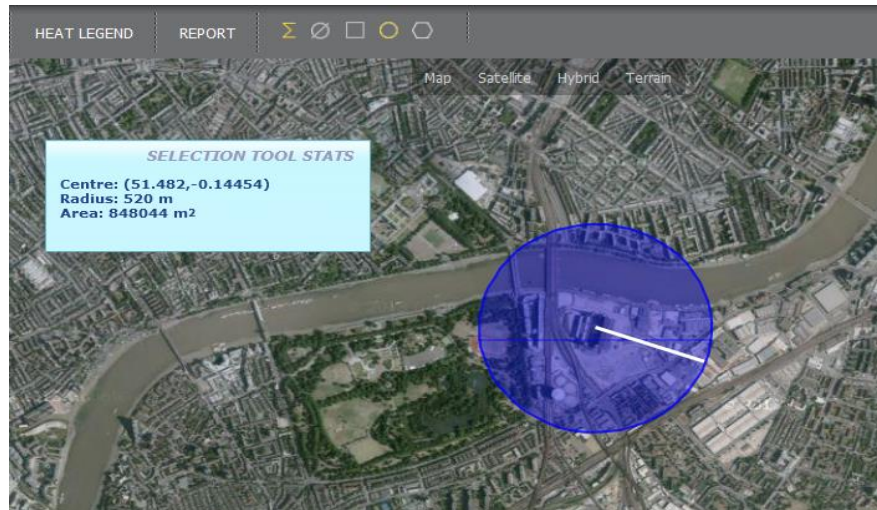 HEAT LEGEND REPORT Σ
Map Satellite Hybrid Terrain
SELECTION TOOL STATS
Centre: (51.482,-0.14454)
Radius: 520 m
Area: 848044 m²